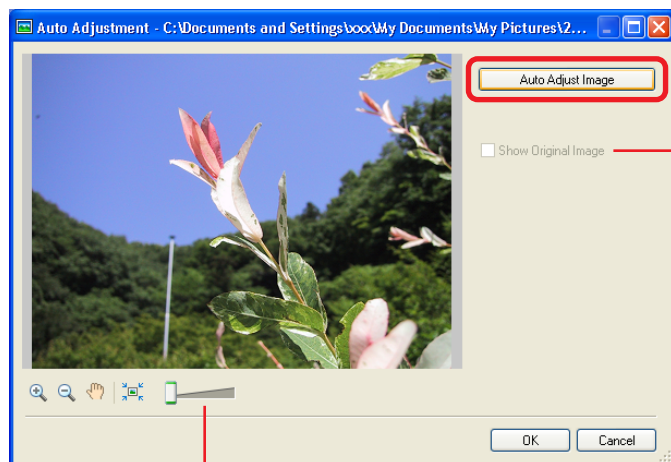 Auto Adjustment - C:\Documents and Settings\xxx\My Documents\My Pictures\2...
Auto Adjust Image
Show Original Image
OK
Cancel